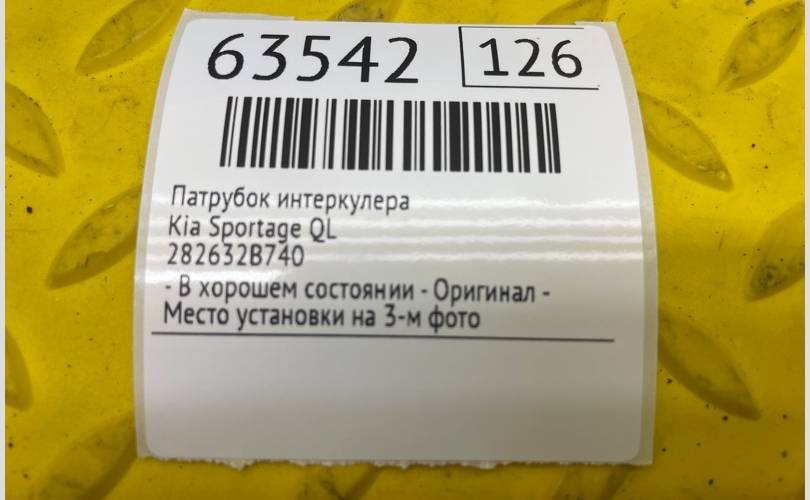 63542 126
Патрубок интеркулера
Kia Sportage QL
282632B740
- В хорошем состоянии - Оригинал -
Место установки на 3-м фото